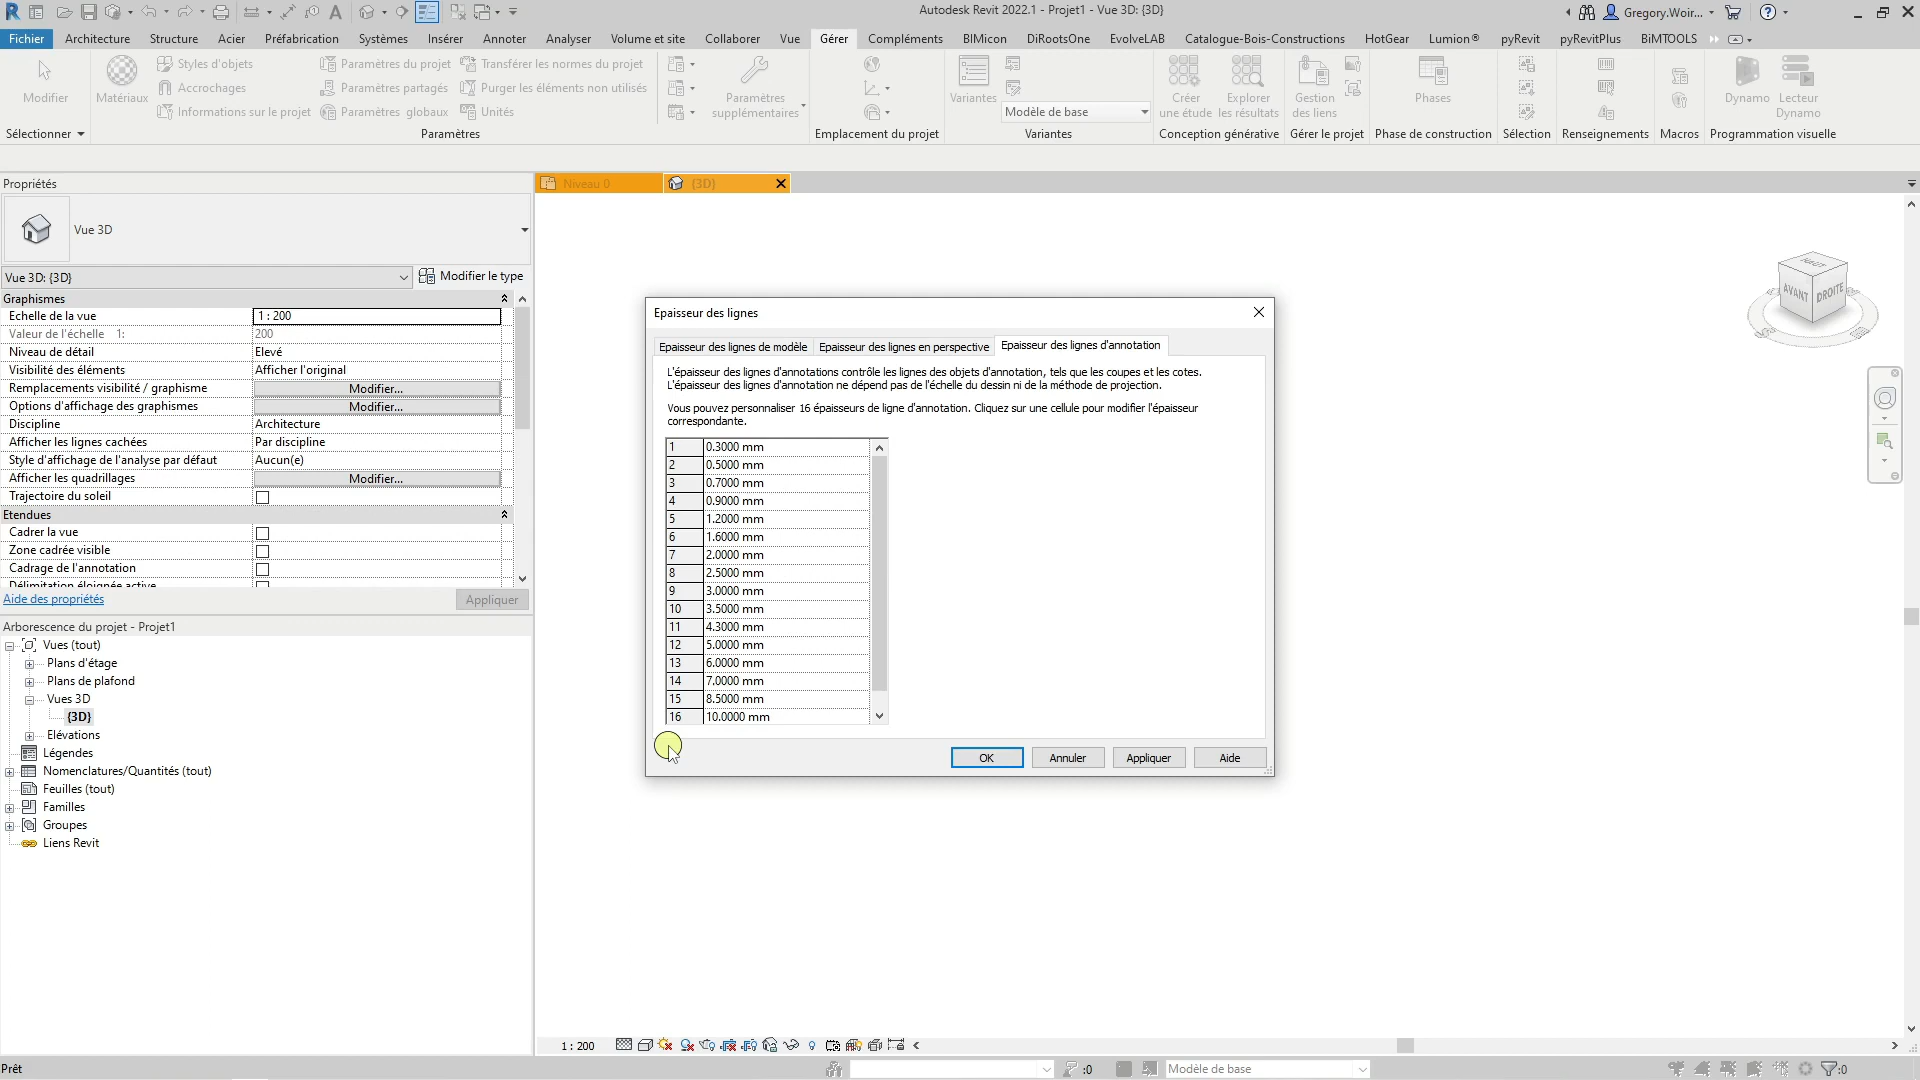 Autodesk Revit 2022.1 - Projet1 - Vue 3D: {3D}
Gregory.Woir...
Fichier Architecture Structure Acier Préfabrication Systèmes Insérer Annoter Analyser Volume et site Collaborer Vue Gérer Compléments BIMicon DiRootsOne EvolveLAB Catalogue-Bois-Constructions HotGear Lumion® pyRevit pyRevitPlus BiMTOOLS
Modifier
Matériaux
Styles d'objets
Accrochages
Informations sur le projet
Paramètres du projet
Paramètres partagés
Paramètres globaux
Transférer les normes du projet
Purger les éléments non utilisés
Unités
Paramètres
supplémentaires
Variantes
Modèle de base
Créer
une étude
Explorer
les résultats
Gestion
des liens
Phases
Dynamo
Lecteur
Dynamo
Sélectionner
Paramètres
Emplacement du projet
Variantes
Conception générative
Gérer le projet
Phase de construction
Sélection
Renseignements
Macros
Programmation visuelle
Propriétés
Vue 3D
Vue 3D: {3D}
Modifier le type
Graphismes
Echelle de la vue 1 : 200
Valeur de l'échelle 1: 200
Niveau de détail Elevé
Visibilité des éléments Afficher l'original
Remplacements visibilité / graphisme Modifier...
Options d'affichage des graphismes Modifier...
Discipline Architecture
Afficher les lignes cachées Par discipline
Style d'affichage de l'analyse par défaut Aucun(e)
Afficher les quadrillages Modifier...
Trajectoire du soleil
Etendues
Cadrer la vue
Zone cadrée visible
Cadrage de l'annotation
Délimitation éloignée active
Aide des propriétés
Appliquer
Arborescence du projet - Projet1
Vues (tout)
Plans d'étage
Plans de plafond
Vues 3D
{3D}
Elévations
Légendes
Nomenclatures/Quantités (tout)
Feuilles (tout)
Familles
Groupes
Liens Revit
Niveau 0
{3D}
HAUT
AVANT
DROITE
Epaisseur des lignes
Epaisseur des lignes de modèle
Epaisseur des lignes en perspective
Epaisseur des lignes d'annotation
L'épaisseur des lignes d'annotations contrôle les lignes des objets d'annotation, tels que les coupes et les cotes.
L'épaisseur des lignes d'annotation ne dépend pas de l'échelle du dessin ni de la méthode de projection.
Vous pouvez personnaliser 16 épaisseurs de ligne d'annotation. Cliquez sur une cellule pour modifier l'épaisseur
correspondante.
1 0.3000 mm
2 0.5000 mm
3 0.7000 mm
4 0.9000 mm
5 1.2000 mm
6 1.6000 mm
7 2.0000 mm
8 2.5000 mm
9 3.0000 mm
10 3.5000 mm
11 4.3000 mm
12 5.0000 mm
13 6.0000 mm
14 7.0000 mm
15 8.5000 mm
16 10.0000 mm
OK
Annuler
Appliquer
Aide
1 : 200
Prêt
:0
Modèle de base
:0